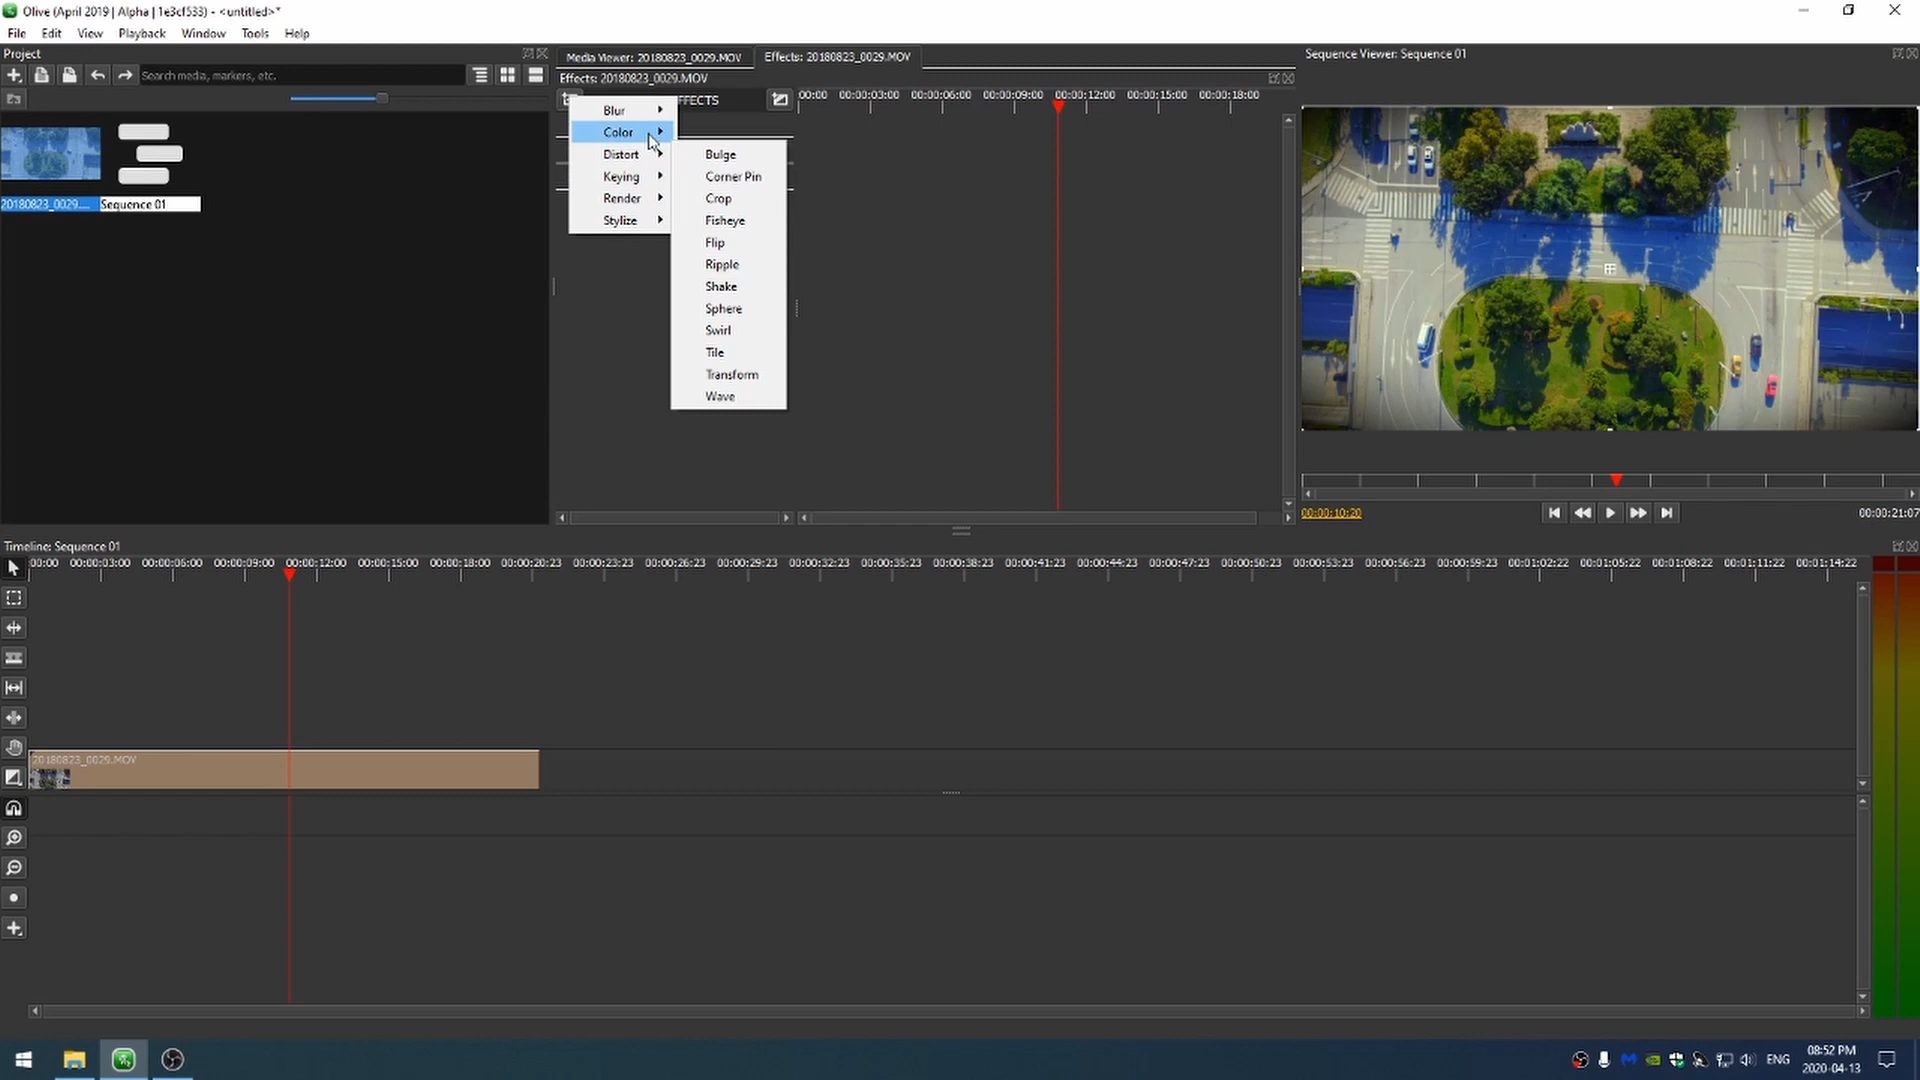 Olive (April 2019 | Alpha | 1e3cf533) - <untitled>*
File Edit View Playback Window Tools Help
Project
Search media, markers, etc.
20180823_0029....
Sequence 01
Media Viewer: 20180823_0029.MOV
Effects: 20180823_0029.MOV
Effects: 20180823_0029.MOV
FFECTS
Blur
Color
Distort
Keying
Render
Stylize
Bulge
Corner Pin
Crop
Fisheye
Flip
Ripple
Shake
Sphere
Swirl
Tile
Transform
Wave
:00:00 00:00:03:00 00:00:06:00 00:00:09:00 00:00:12:00 00:00:15:00 00:00:18:00
Sequence Viewer: Sequence 01
00:00:10:20
00:00:21:07
Timeline: Sequence 01
:00:00 00:00:03:00 00:00:06:00 00:00:09:00 00:00:12:00 00:00:15:00 00:00:18:00 00:00:20:23 00:00:23:23 00:00:26:23 00:00:29:23 00:00:32:23 00:00:35:23 00:00:38:23 00:00:41:23 00:00:44:23 00:00:47:23 00:00:50:23 00:00:53:23 00:00:56:23 00:00:59:23 00:01:02:22 00:01:05:22 00:01:08:22 00:01:11:22 00:01:14:22
20180823_0029.MOV
ENG
08:52 PM
2020-04-13